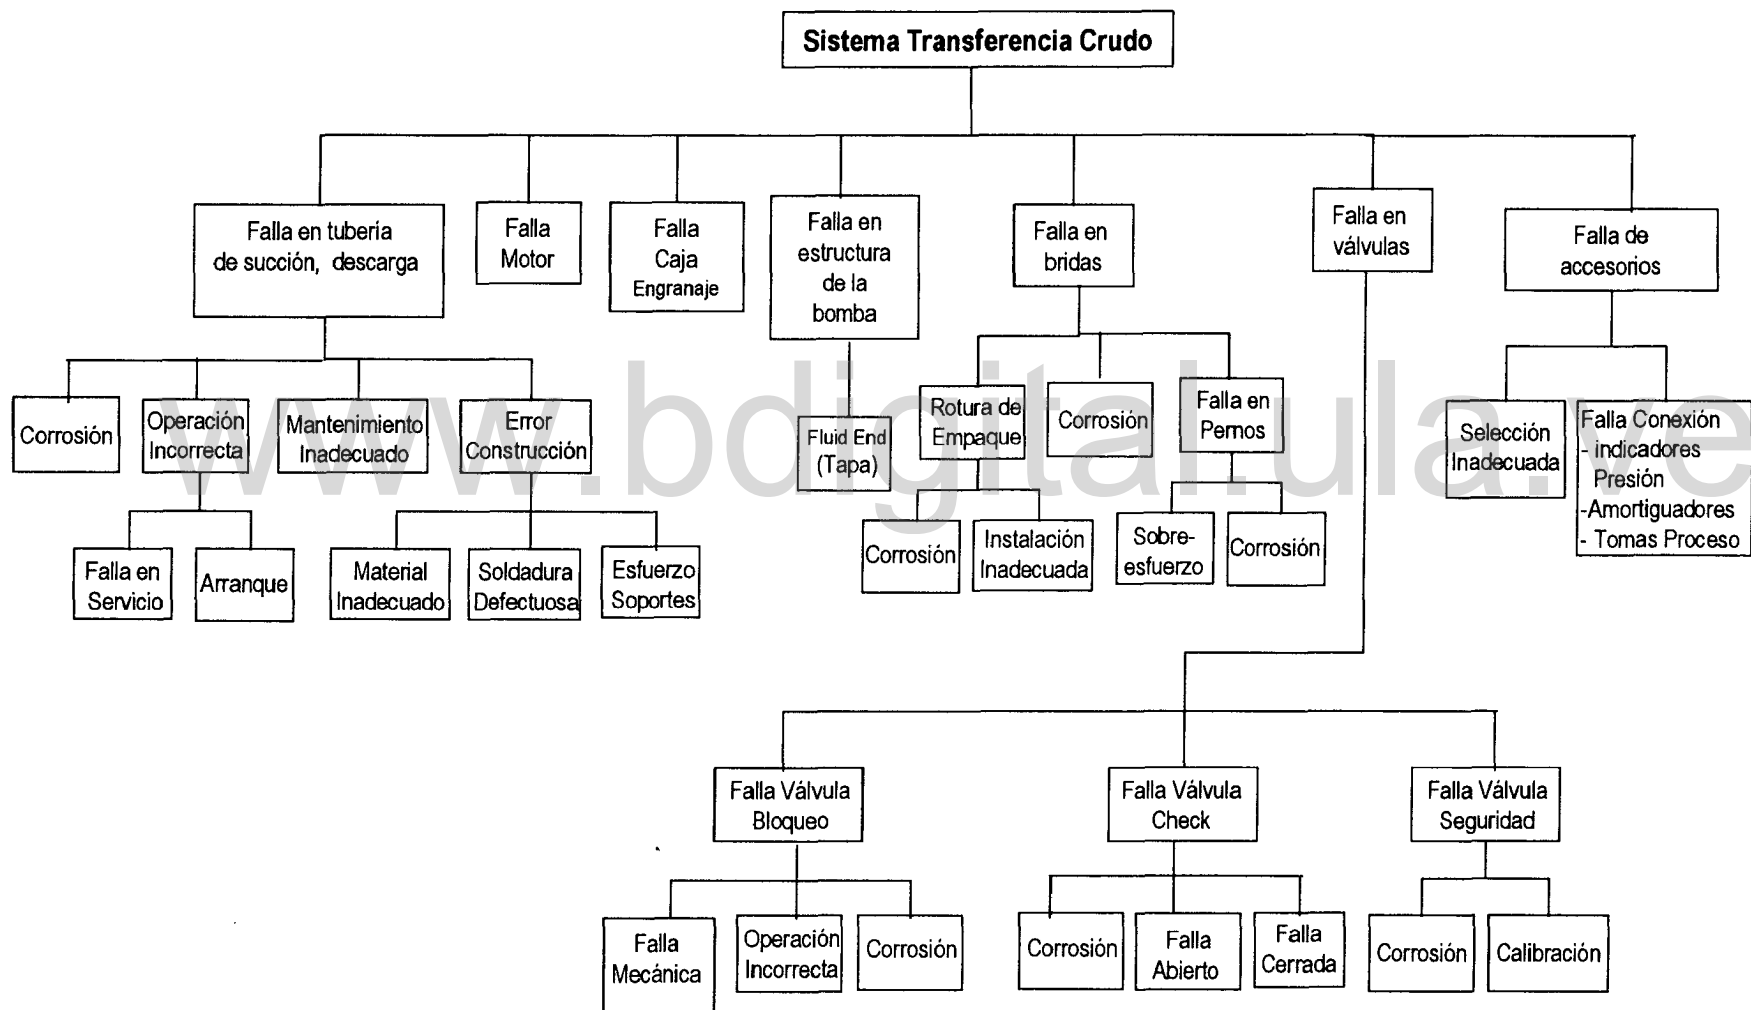 Sistema Transferencia Crudo
Falla en tubería
de succión, descarga
Falla
Motor
Falla
Caja
Engranaje
Falla en
estructura
de la
bomba
Falla en
bridas
Falla en
válvulas
Falla de
accesorios
Corrosión
Operación
Incorrecta
Mantenimiento
Inadecuado
Error
Construcción
Fluid End
(Tapa)
Rotura de
Empaque
Corrosión
Falla en
Pernos
Selección
Inadecuada
Falla Conexión
- indicadores
Presión
-Amortiguadores
- Tomas Proceso
Falla en
Servicio
Arranque
Material
Inadecuado
Soldadura
Defectuosa
Esfuerzo
Soportes
Corrosión
Instalación
Inadecuada
Sobre-
esfuerzo
Corrosión
www.bdigital.ula.ve
Falla Válvula
Bloqueo
Falla Válvula
Check
Falla Válvula
Seguridad
Falla
Mecánica
Operación
Incorrecta
Corrosión
Corrosión
Falla
Abierto
Falla
Cerrada
Corrosión
Calibración